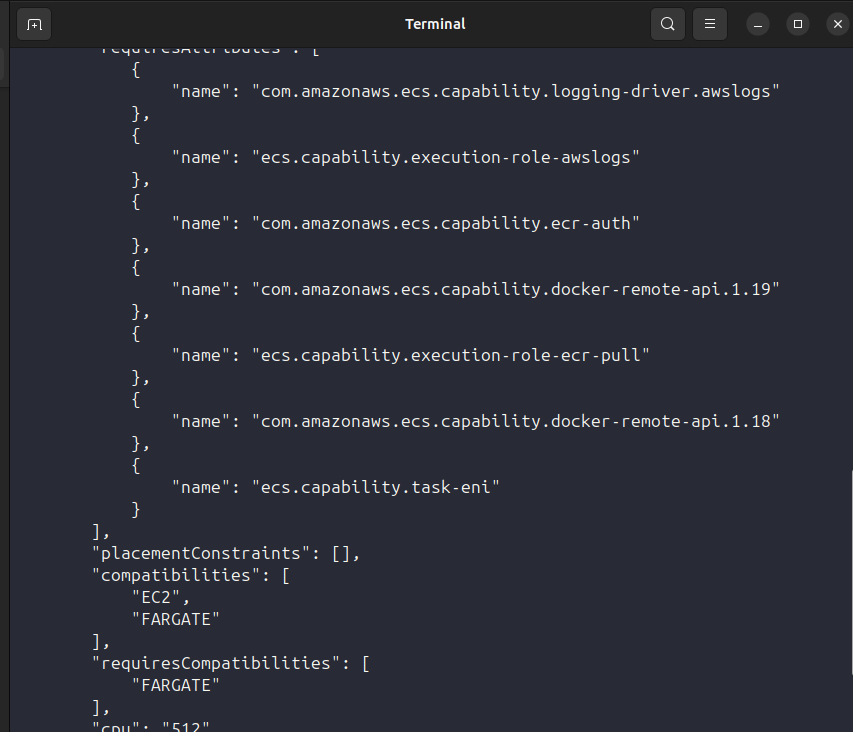 Terminal
"requiresAttributes": [
{
"name": "com.amazonaws.ecs.capability.logging-driver.awslogs"
},
{
"name": "ecs.capability.execution-role-awslogs"
},
{
"name": "com.amazonaws.ecs.capability.ecr-auth"
},
{
"name": "com.amazonaws.ecs.capability.docker-remote-api.1.19"
},
{
"name": "ecs.capability.execution-role-ecr-pull"
},
{
"name": "com.amazonaws.ecs.capability.docker-remote-api.1.18"
},
{
"name": "ecs.capability.task-eni"
}
],
"placementConstraints": [],
"compatibilities": [
"EC2",
"FARGATE"
],
"requiresCompatibilities": [
"FARGATE"
],
"cpu": "512"